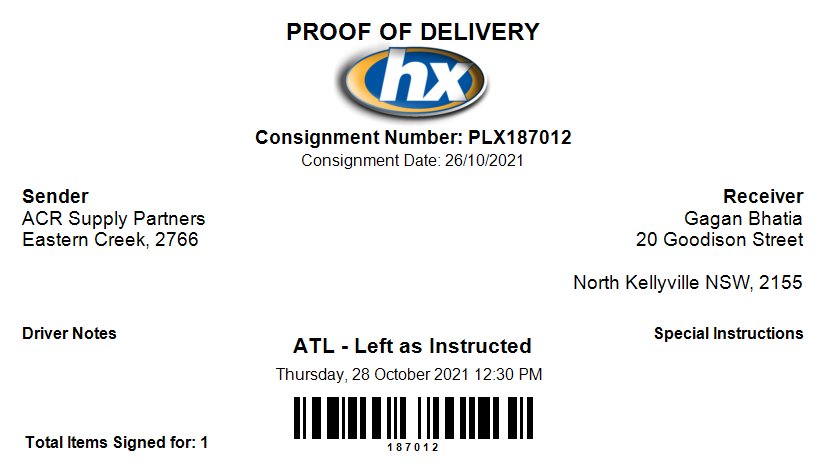 PROOF OF DELIVERY
hx
Consignment Number: PLX187012
Consignment Date: 26/10/2021
Sender
ACR Supply Partners
Eastern Creek, 2766
Receiver
Gagan Bhatia
20 Goodison Street
North Kellyville NSW, 2155
Driver Notes
ATL - Left as Instructed
Thursday, 28 October 2021 12:30 PM
Special Instructions
187012
Total Items Signed for: 1